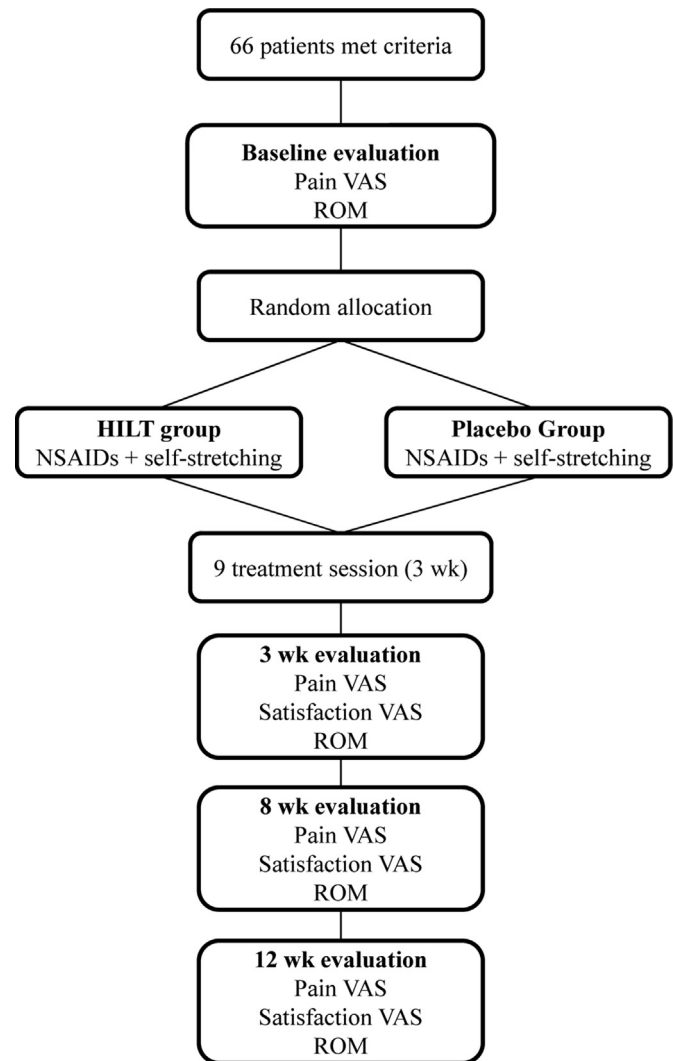 66 patients met criteria
Baseline evaluation
Pain VAS
ROM
Random allocation
HILT group
NSAIDs + self-stretching
Placebo Group
NSAIDs + self-stretching
9 treatment session (3 wk)
3 wk evaluation
Pain VAS
Satisfaction VAS
ROM
8 wk evaluation
Pain VAS
Satisfaction VAS
ROM
12 wk evaluation
Pain VAS
Satisfaction VAS
ROM